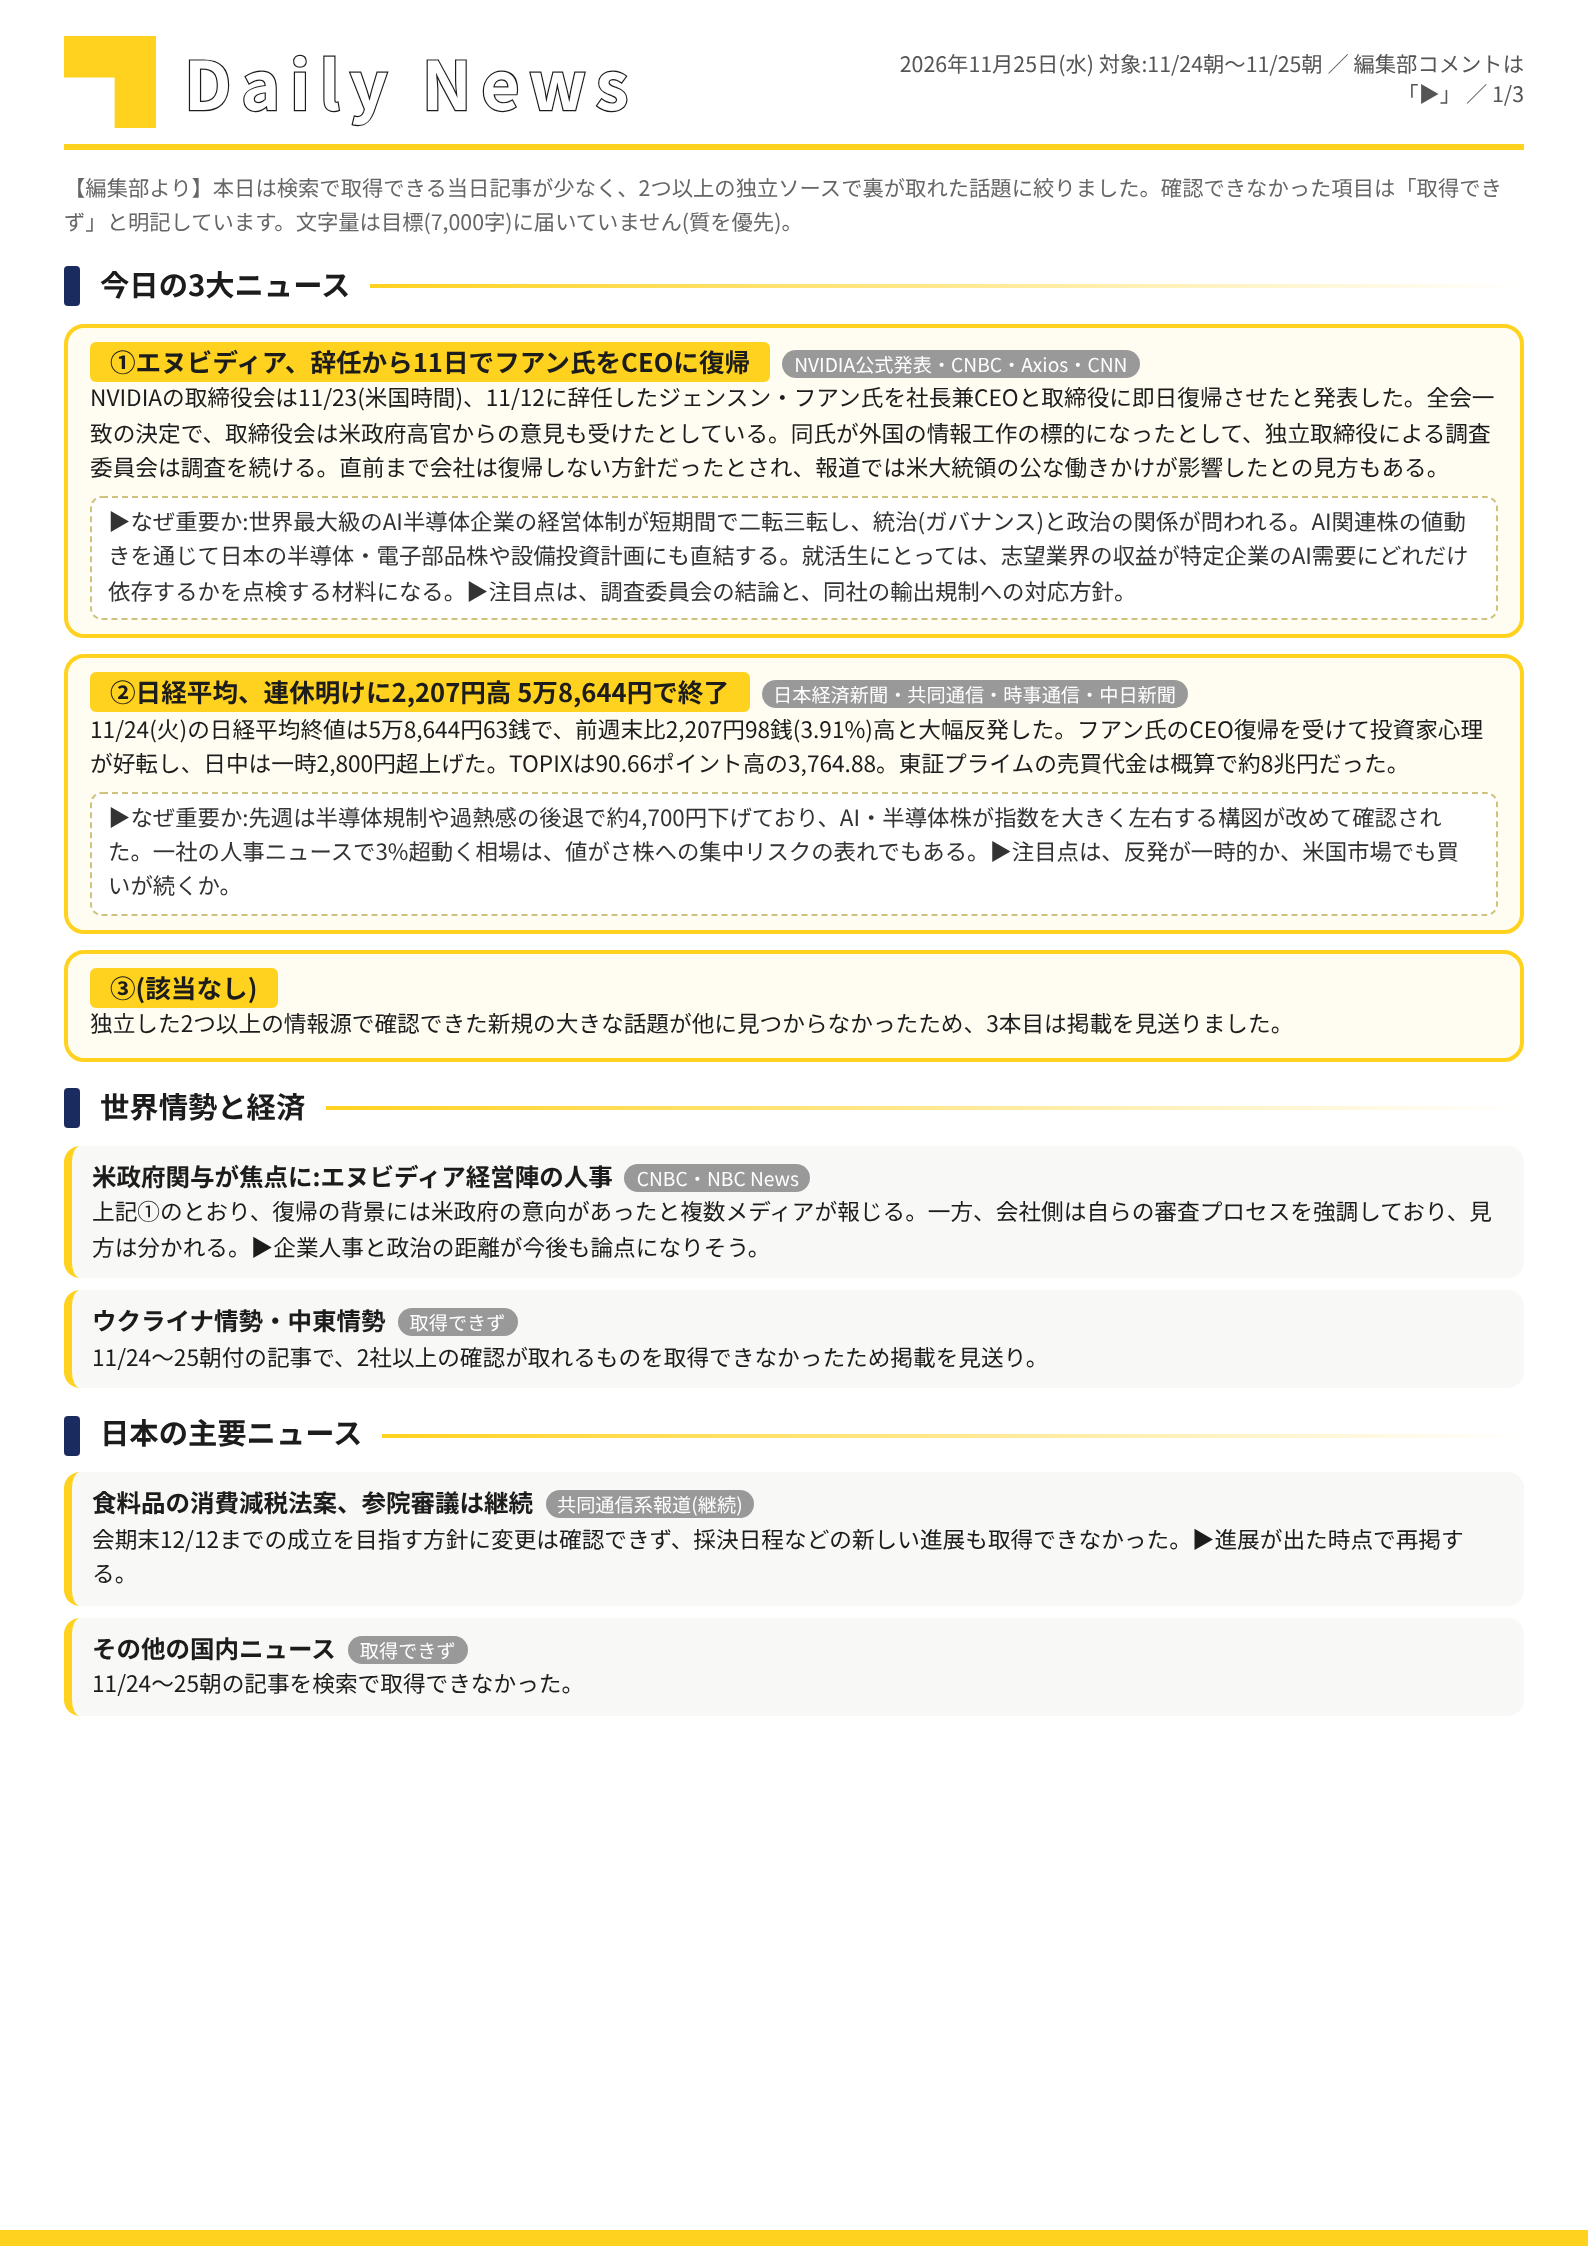 Daily News
2026年11月25日(水) 対象:11/24朝〜11/25朝 ／ 編集部コメントは
「▶」 ／ 1/3
【編集部より】本日は検索で取得できる当日記事が少なく、2つ以上の独立ソースで裏が取れた話題に絞りました。確認できなかった項目は「取得でき
ず」と明記しています。文字量は目標(7,000字)に届いていません(質を優先)。
今日の3大ニュース
①エヌビディア、辞任から11日でフアン氏をCEOに復帰 NVIDIA公式発表・CNBC・Axios・CNN
NVIDIAの取締役会は11/23(米国時間)、11/12に辞任したジェンスン・フアン氏を社長兼CEOと取締役に即日復帰させたと発表した。全会一
致の決定で、取締役会は米政府高官からの意見も受けたとしている。同氏が外国の情報工作の標的になったとして、独立取締役による調査
委員会は調査を続ける。直前まで会社は復帰しない方針だったとされ、報道では米大統領の公な働きかけが影響したとの見方もある。
▶なぜ重要か:世界最大級のAI半導体企業の経営体制が短期間で二転三転し、統治(ガバナンス)と政治の関係が問われる。AI関連株の値動
きを通じて日本の半導体・電子部品株や設備投資計画にも直結する。就活生にとっては、志望業界の収益が特定企業のAI需要にどれだけ
依存するかを点検する材料になる。▶注目点は、調査委員会の結論と、同社の輸出規制への対応方針。
②日経平均、連休明けに2,207円高 5万8,644円で終了 日本経済新聞・共同通信・時事通信・中日新聞
11/24(火)の日経平均終値は5万8,644円63銭で、前週末比2,207円98銭(3.91%)高と大幅反発した。フアン氏のCEO復帰を受けて投資家心理
が好転し、日中は一時2,800円超上げた。TOPIXは90.66ポイント高の3,764.88。東証プライムの売買代金は概算で約8兆円だった。
▶なぜ重要か:先週は半導体規制や過熱感の後退で約4,700円下げており、AI・半導体株が指数を大きく左右する構図が改めて確認され
た。一社の人事ニュースで3%超動く相場は、値がさ株への集中リスクの表れでもある。▶注目点は、反発が一時的か、米国市場でも買
いが続くか。
③(該当なし)
独立した2つ以上の情報源で確認できた新規の大きな話題が他に見つからなかったため、3本目は掲載を見送りました。
世界情勢と経済
米政府関与が焦点に:エヌビディア経営陣の人事 CNBC・NBC News
上記①のとおり、復帰の背景には米政府の意向があったと複数メディアが報じる。一方、会社側は自らの審査プロセスを強調しており、見
方は分かれる。▶企業人事と政治の距離が今後も論点になりそう。
ウクライナ情勢・中東情勢 取得できず
11/24〜25朝付の記事で、2社以上の確認が取れるものを取得できなかったため掲載を見送り。
日本の主要ニュース
食料品の消費減税法案、参院審議は継続 共同通信系報道(継続)
会期末12/12までの成立を目指す方針に変更は確認できず、採決日程などの新しい進展も取得できなかった。▶進展が出た時点で再掲す
る。
その他の国内ニュース 取得できず
11/24〜25朝の記事を検索で取得できなかった。